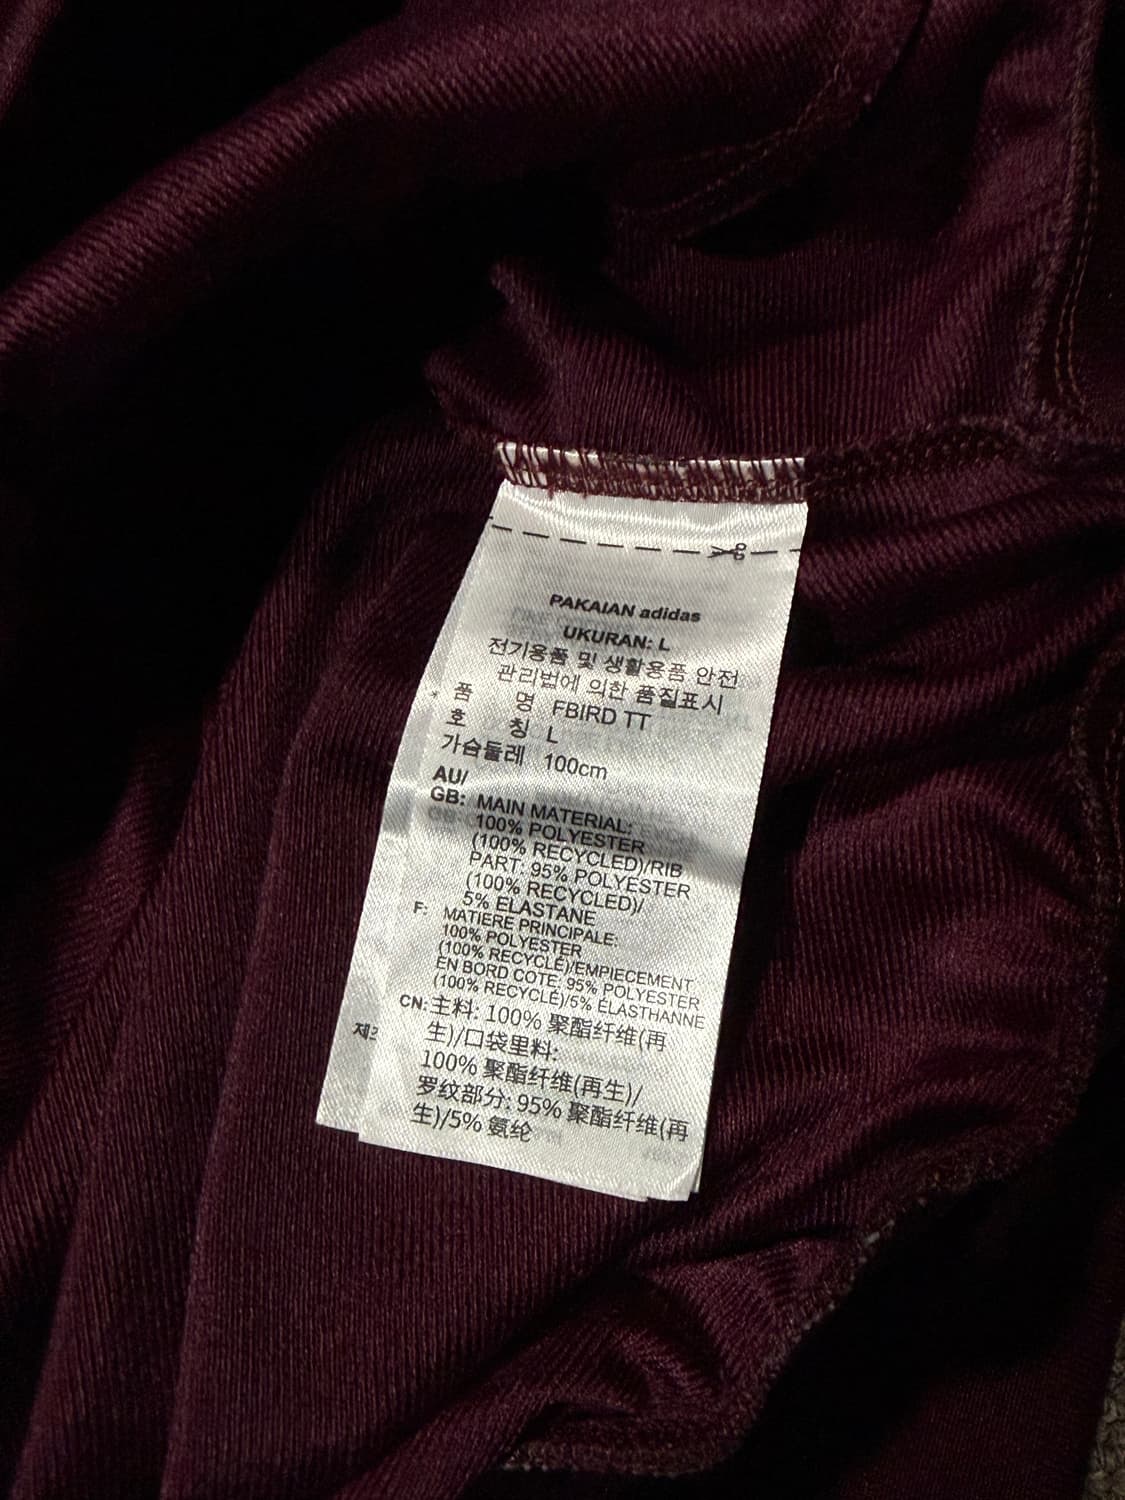 PAKAIAN adidas
UKURAN: L
전기용품 및 생활용품 안전
관리법에 의한 품질표시
품 명 FBIRD TT
호 칭 L
가슴둘레 100cm
AU/
GB: MAIN MATERIAL:
100% POLYESTER
(100% RECYCLED)/RIB
PART: 95% POLYESTER
(100% RECYCLED)/
5% ELASTANE
F: MATIERE PRINCIPALE:
100% POLYESTER
(100% RECYCLÉ)/EMPIECEMENT
EN BORD COTE: 95% POLYESTER
(100% RECYCLÉ)/5% ÉLASTHANNE
CN: 主料: 100% 聚酯纤维(再
生)/口袋里料:
100% 聚酯纤维(再生)/
罗纹部分: 95% 聚酯纤维(再
生)/5% 氨纶